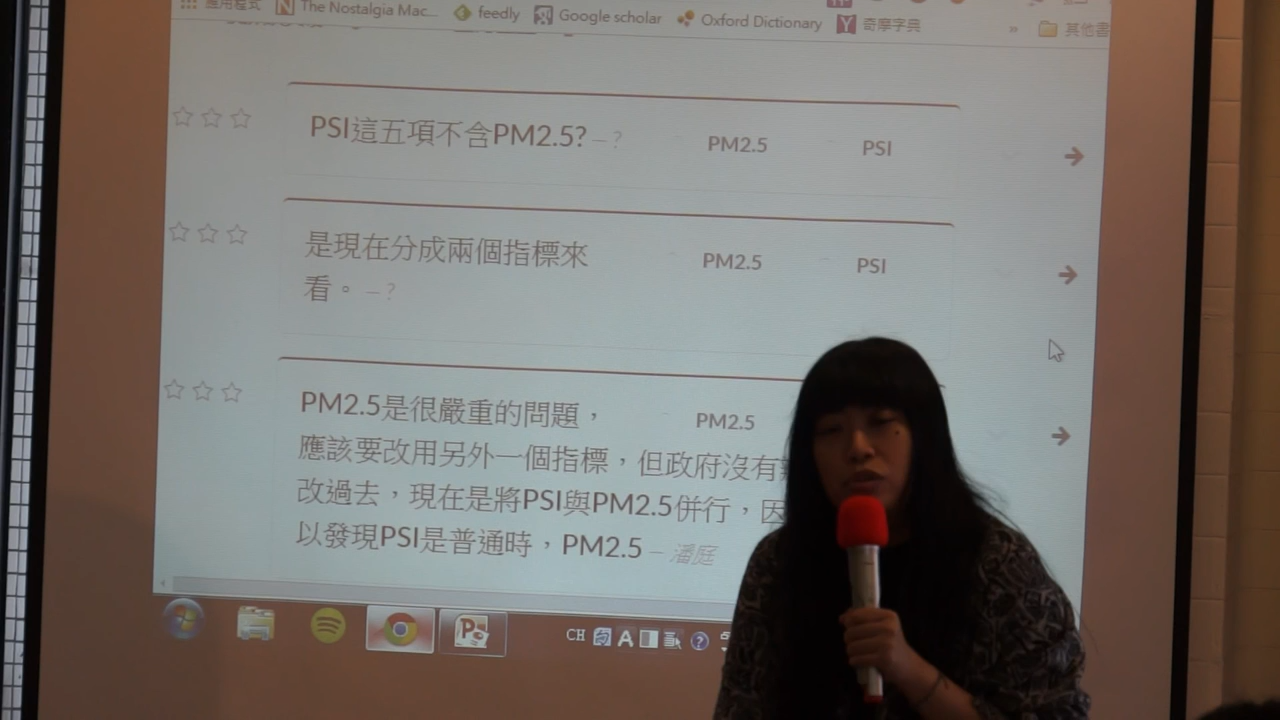 應用程式 The Nostalgia Mac... feedly Google scholar Oxford Dictionary 奇摩字典 » 其他書
PSI這五項不含PM2.5? – ? PM2.5 PSI
是現在分成兩個指標來 PM2.5 PSI
看。 – ?
PM2.5是很嚴重的問題, PM2.5
應該要改用另外一個指標,但政府沒有
改過去,現在是將PSI與PM2.5併行,因
以發現PSI是普通時,PM2.5 – 潘庭
CH A ?